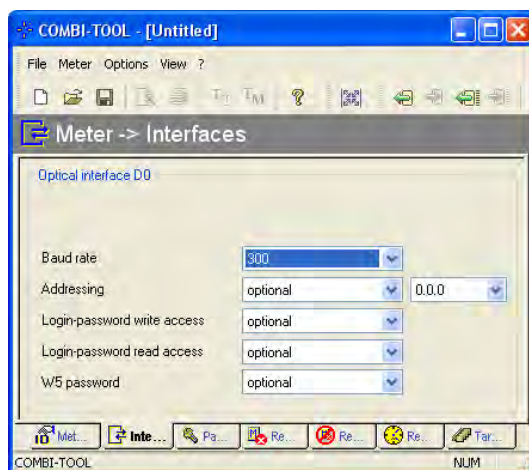 COMBI-TOOL - [Untitled]
File Meter Options View ?
Meter -> Interfaces
Optical interface D0
Baud rate 300
Addressing optional 0.0.0
Login-password write access optional
Login-password read access optional
W5 password optional
Met... Inte... Pa... Re... Re... Re... Tar...
COMBI-TOOL NUM